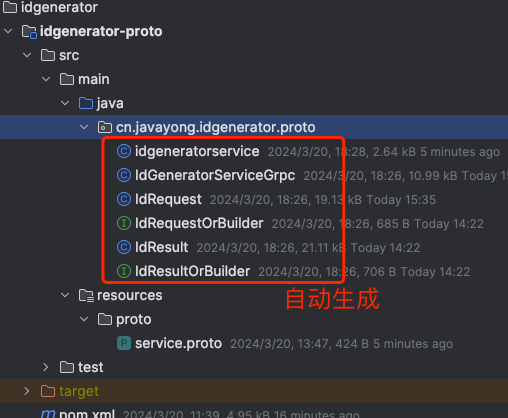 idgenerator
idgenerator-proto
src
main
java
cn.javayong.idgenerator.proto
idgeneratorservice 2024/3/20, 18:28, 2.64 kB 5 minutes ago
IdGeneratorServiceGrpc 2024/3/20, 18:26, 10.99 kB Today 14:22
IdRequest 2024/3/20, 18:26, 19.13 kB Today 15:35
IdRequestOrBuilder 2024/3/20, 18:26, 685 B Today 14:22
IdResult 2024/3/20, 18:26, 21.11 kB Today 14:22
IdResultOrBuilder 2024/3/20, 18:26, 706 B Today 14:22
自动生成
resources
proto
service.proto 2024/3/20, 13:47, 424 B 52 minutes ago
test
target
pom.xml 2024/3/20, 11:39, 4.95 kB 16 minutes ago